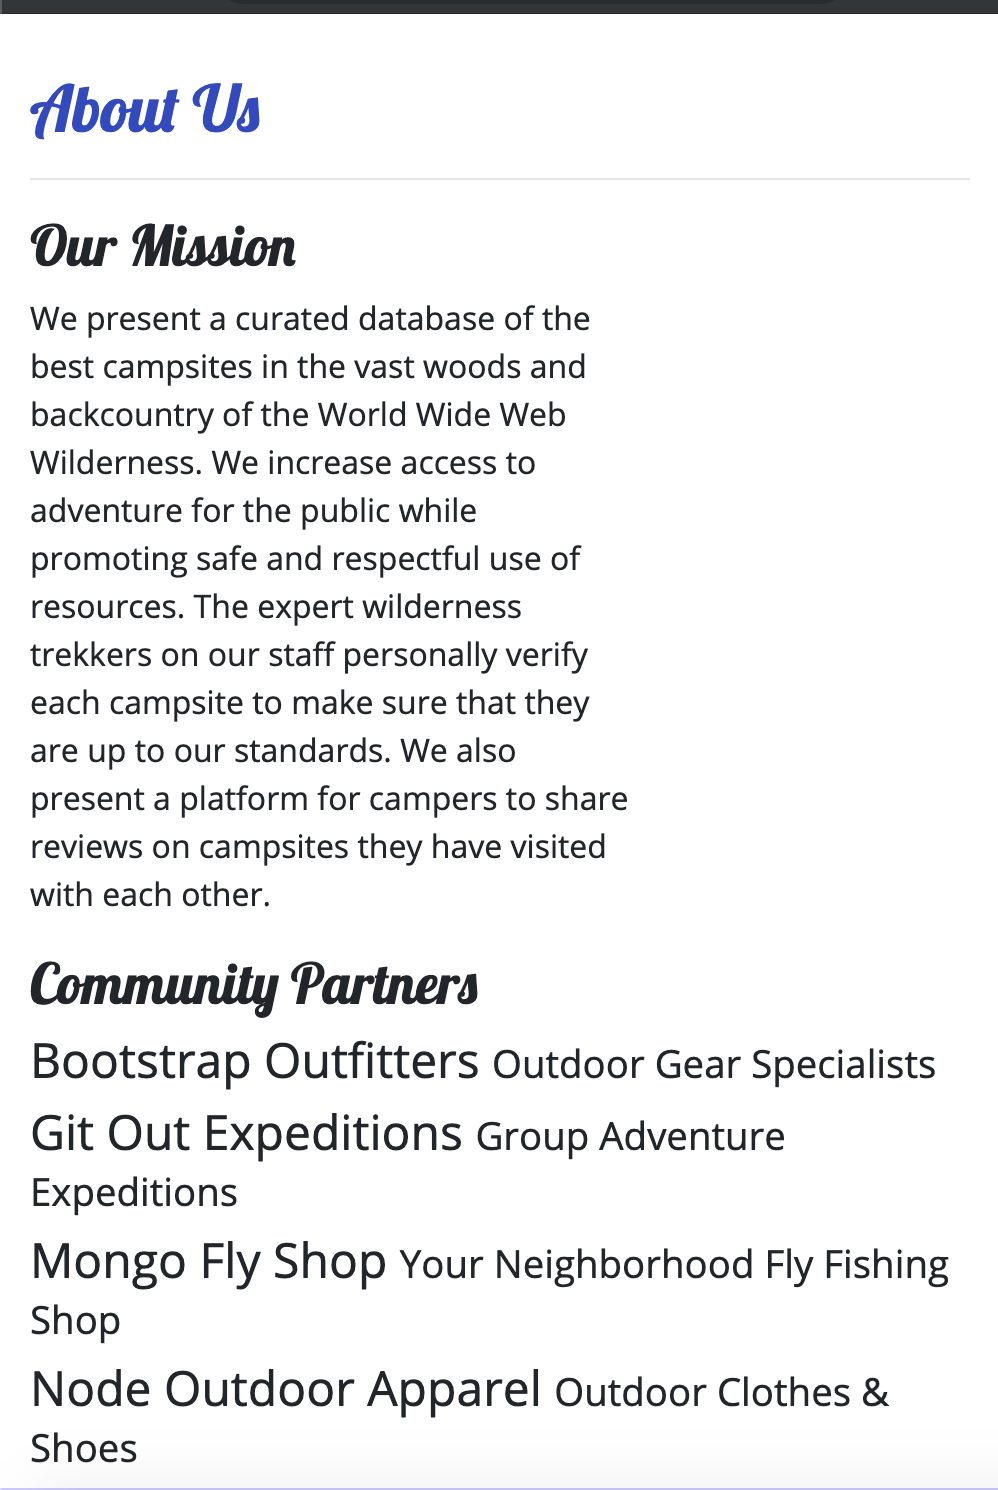 About Us
Our Mission
We present a curated database of the
best campsites in the vast woods and
backcountry of the World Wide Web
Wilderness. We increase access to
adventure for the public while
promoting safe and respectful use of
resources. The expert wilderness
trekkers on our staff personally verify
each campsite to make sure that they
are up to our standards. We also
present a platform for campers to share
reviews on campsites they have visited
with each other.
Community Partners
Bootstrap Outfitters Outdoor Gear Specialists
Git Out Expeditions Group Adventure
Expeditions
Mongo Fly Shop Your Neighborhood Fly Fishing
Shop
Node Outdoor Apparel Outdoor Clothes &
Shoes